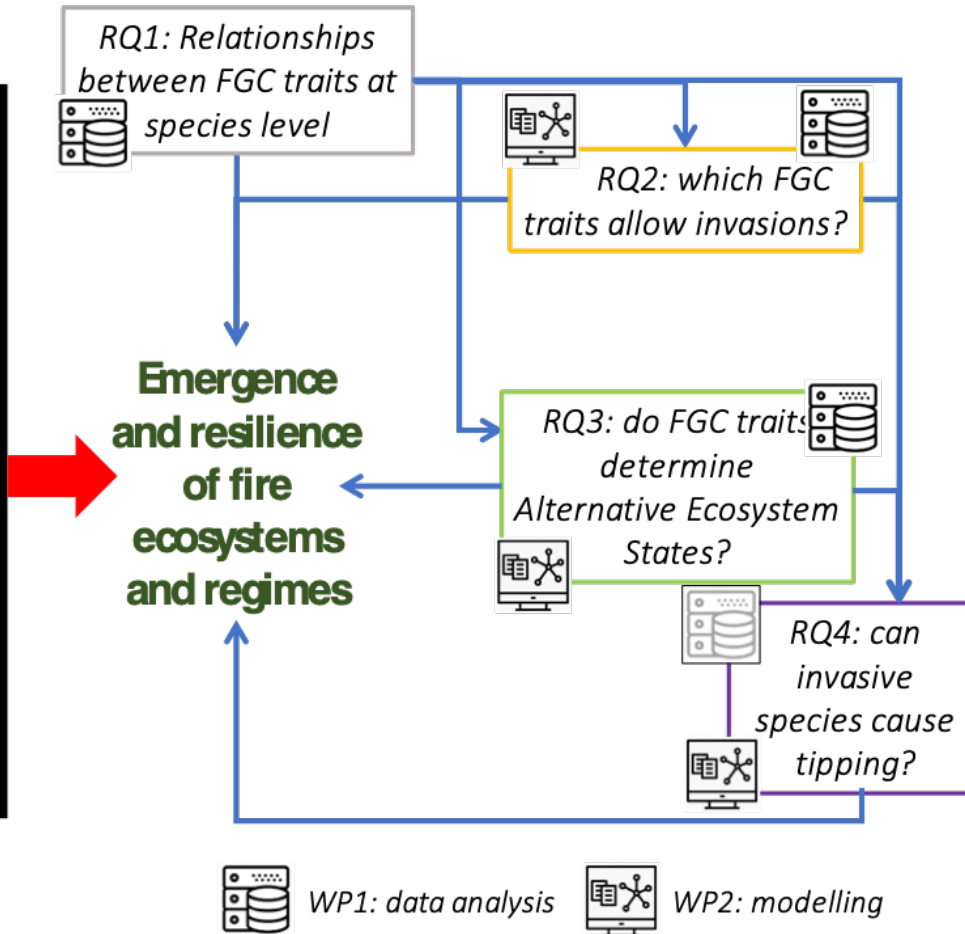 RQ1: Relationships
between FGC traits at
species level
RQ2: which FGC
traits allow invasions?
Emergence
and resilience
of fire
ecosystems
and regimes
RQ3: do FGC traits
determine
Alternative Ecosystem
States?
RQ4: can
invasive
species cause
tipping?
WP1: data analysis
WP2: modelling